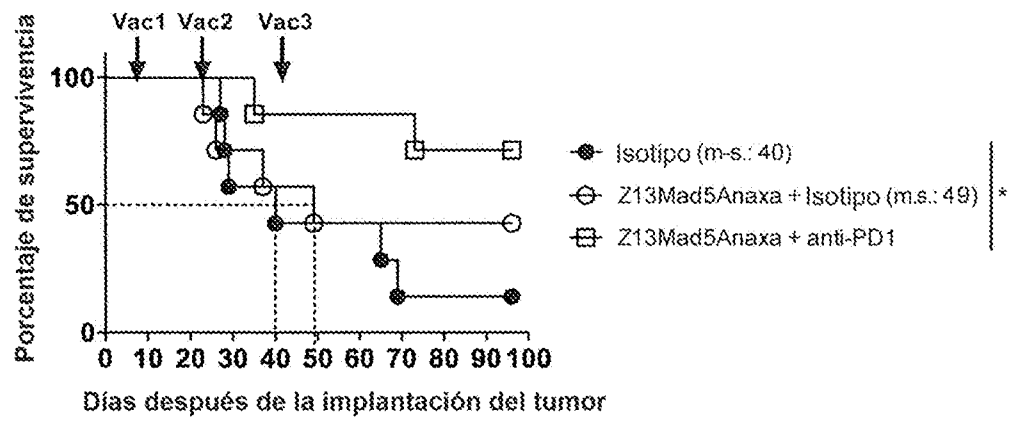 Vac1 Vac2 Vac3
Porcentaje de supervivencia
100
50
0
0 10 20 30 40 50 60 70 80 90 100
Días después de la implantación del tumor
Isotipo (m-s.: 40)
Z13Mad5Anaxa + Isotipo (m.s.: 49)
Z13Mad5Anaxa + anti-PD1
*